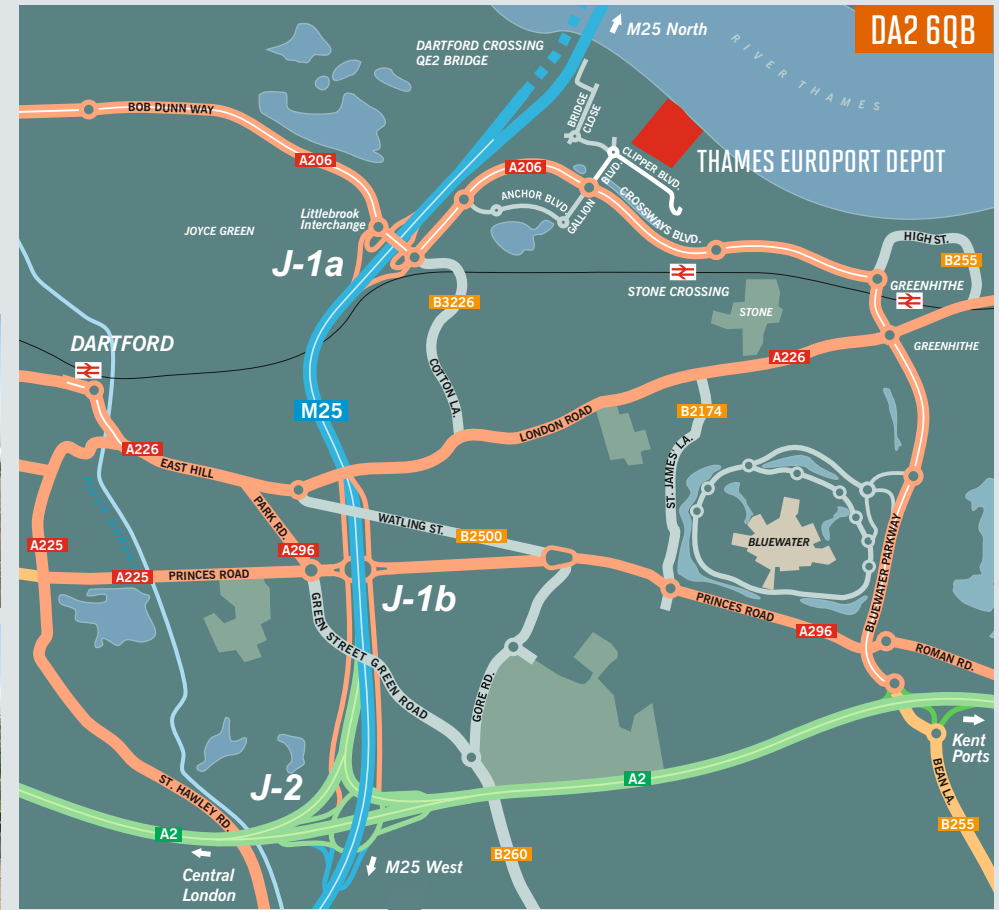 DA2 6QB
M25 North
DARTFORD CROSSING
QE2 BRIDGE
RIVER THAMES
BOB DUNN WAY
BRIDGE
CLOSE
THAMES EUROPORT DEPOT
A206
A206
CLIPPER BLVD.
BLVD.
GALLION
ANCHOR BLVD
CROSSWAYS BLVD.
Littlebrook
Interchange
JOYCE GREEN
J-1a
HIGH ST.
B255
STONE CROSSING
GREENHITHE
B3226
STONE
DARTFORD
GREENHITHE
A226
COTTON LA.
M25
B2174
LONDON ROAD
A226
EAST HILL
ST. JAMES' LA.
PARK RD.
WATLING ST.
B2500
BLUEWATER
BLUEWATER PARKWAY
A225
A296
A225
PRINCES ROAD
J-1b
PRINCES ROAD
A296
GREEN STREET GREEN ROAD
ROMAN RD.
GORE RD.
Kent
Ports
J-2
A2
BEAN LA.
ST. HAWLEY RD.
A2
B255
B260
M25 West
Central
London